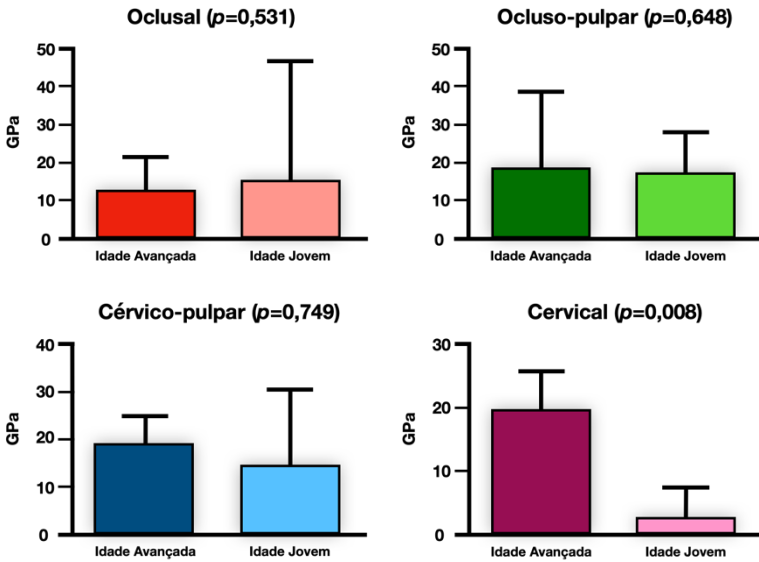 Oclusal (p=0,531)
50
40
30
20
10
0
GPa
Idade Avançada
Idade Jovem
Ocluso-pulpar (p=0,648)
50
40
30
20
10
0
GPa
Idade Avançada
Idade Jovem
Cérvico-pulpar (p=0,749)
40
30
20
10
0
GPa
Idade Avançada
Idade Jovem
Cervical (p=0,008)
30
20
10
0
GPa
Idade Avançada
Idade Jovem